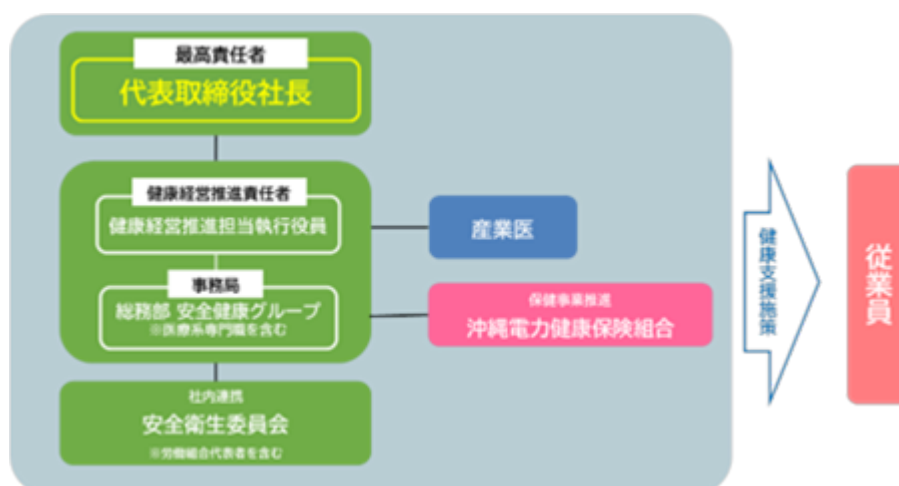 最高責任者
代表取締役社長
健康経営推進責任者
健康経営推進担当執行役員
産業医
事務局
総務部 安全健康グループ
※医療系専門職を含む
保健事業推進
沖縄電力健康保険組合
社内連携
安全衛生委員会
※労働組合代表者を含む
健康支援施策
従業員